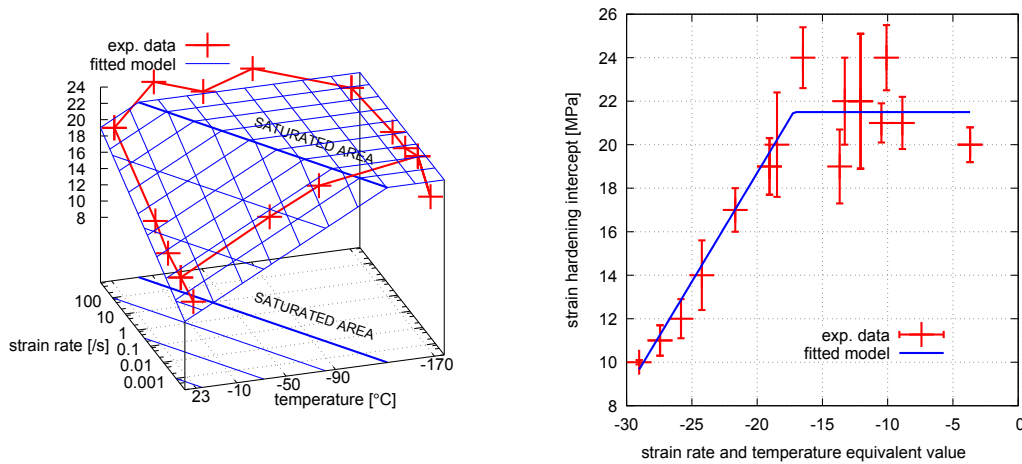 exp. data
fitted model
24
22
20
18
16
14
12
10
8
SATURATED AREA
SATURATED AREA
100
10
1
0.1
0.01
0.001
strain rate [/s]
23
-10
-50
-90
-170
temperature [°C]
26
24
22
20
18
16
14
12
10
8
strain hardening intercept [MPa]
exp. data
fitted model
-30 -25 -20 -15 -10 -5 0
strain rate and temperature equivalent value